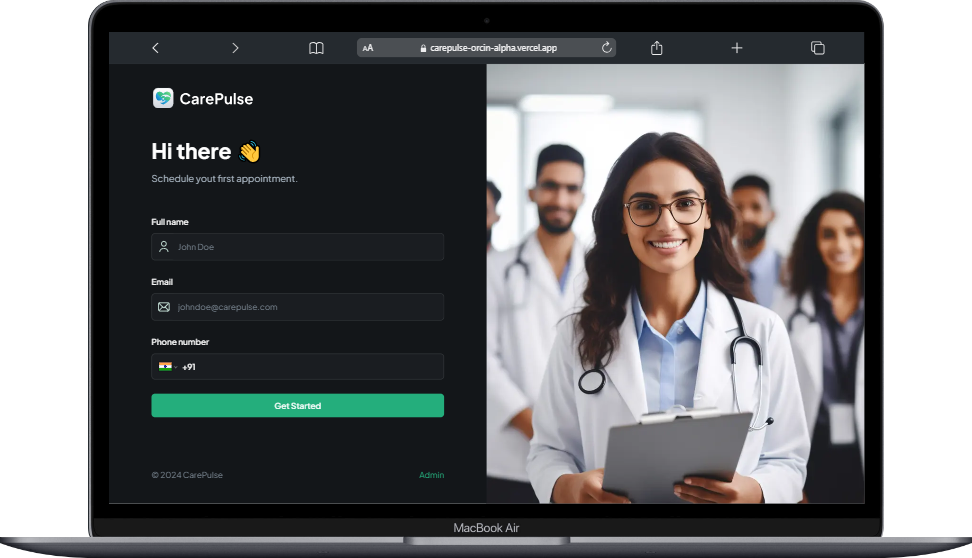 AA carepulse-orcin-alpha.vercel.app
CarePulse
Hi there 👋
Schedule yout first appointment.
Full name
John Doe
Email
johndoe@carepulse.com
Phone number
+91
Get Started
© 2024 CarePulse
Admin
MacBook Air